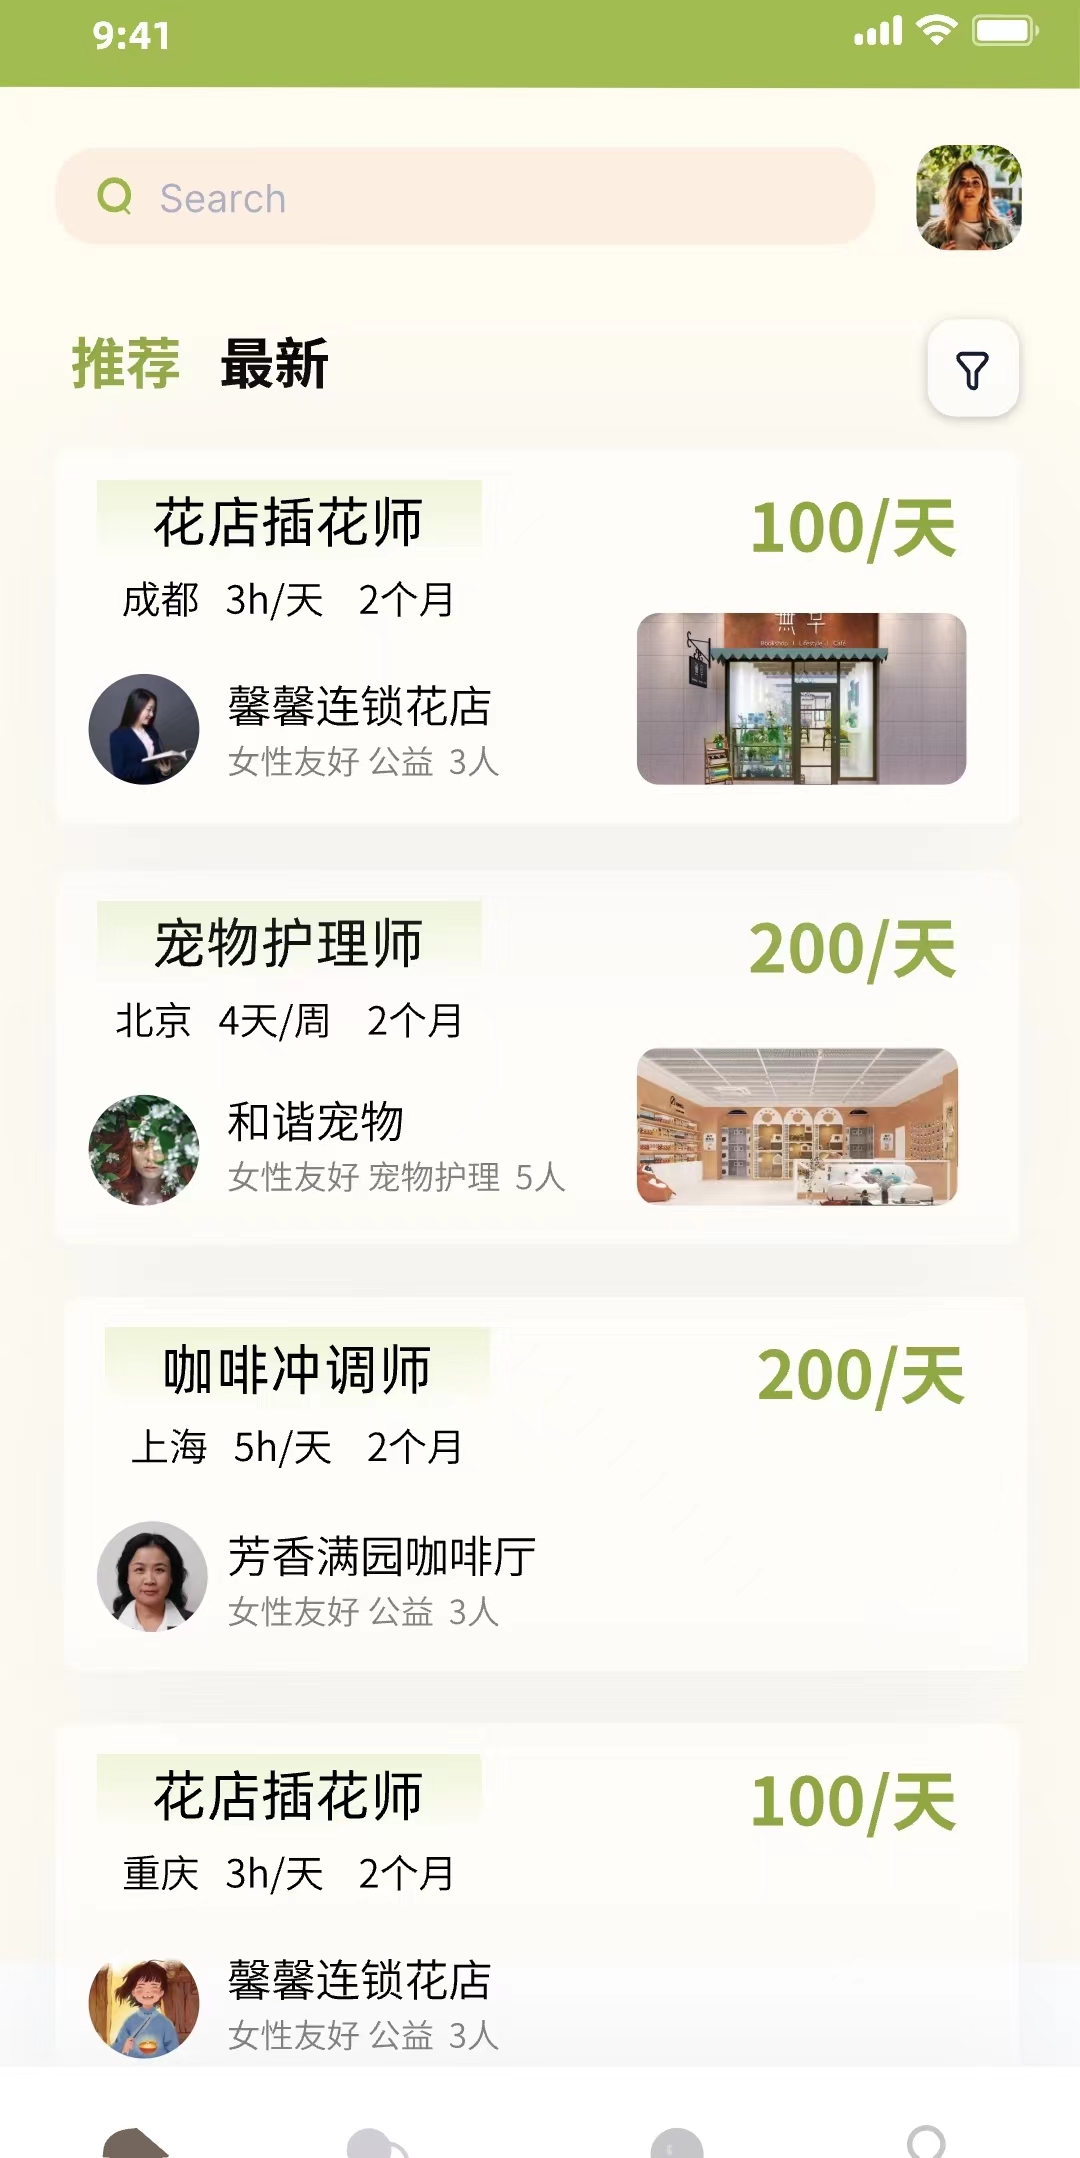 9:41
Search
推荐 最新
花店插花师 100/天
成都 3h/天 2个月
無早
Bookshop | Lifestyle | Café
馨馨连锁花店
女性友好 公益 3人
宠物护理师 200/天
北京 4天/周 2个月
和谐宠物
女性友好 宠物护理 5人
咖啡冲调师 200/天
上海 5h/天 2个月
芳香满园咖啡厅
女性友好 公益 3人
花店插花师 100/天
重庆 3h/天 2个月
馨馨连锁花店
女性友好 公益 3人